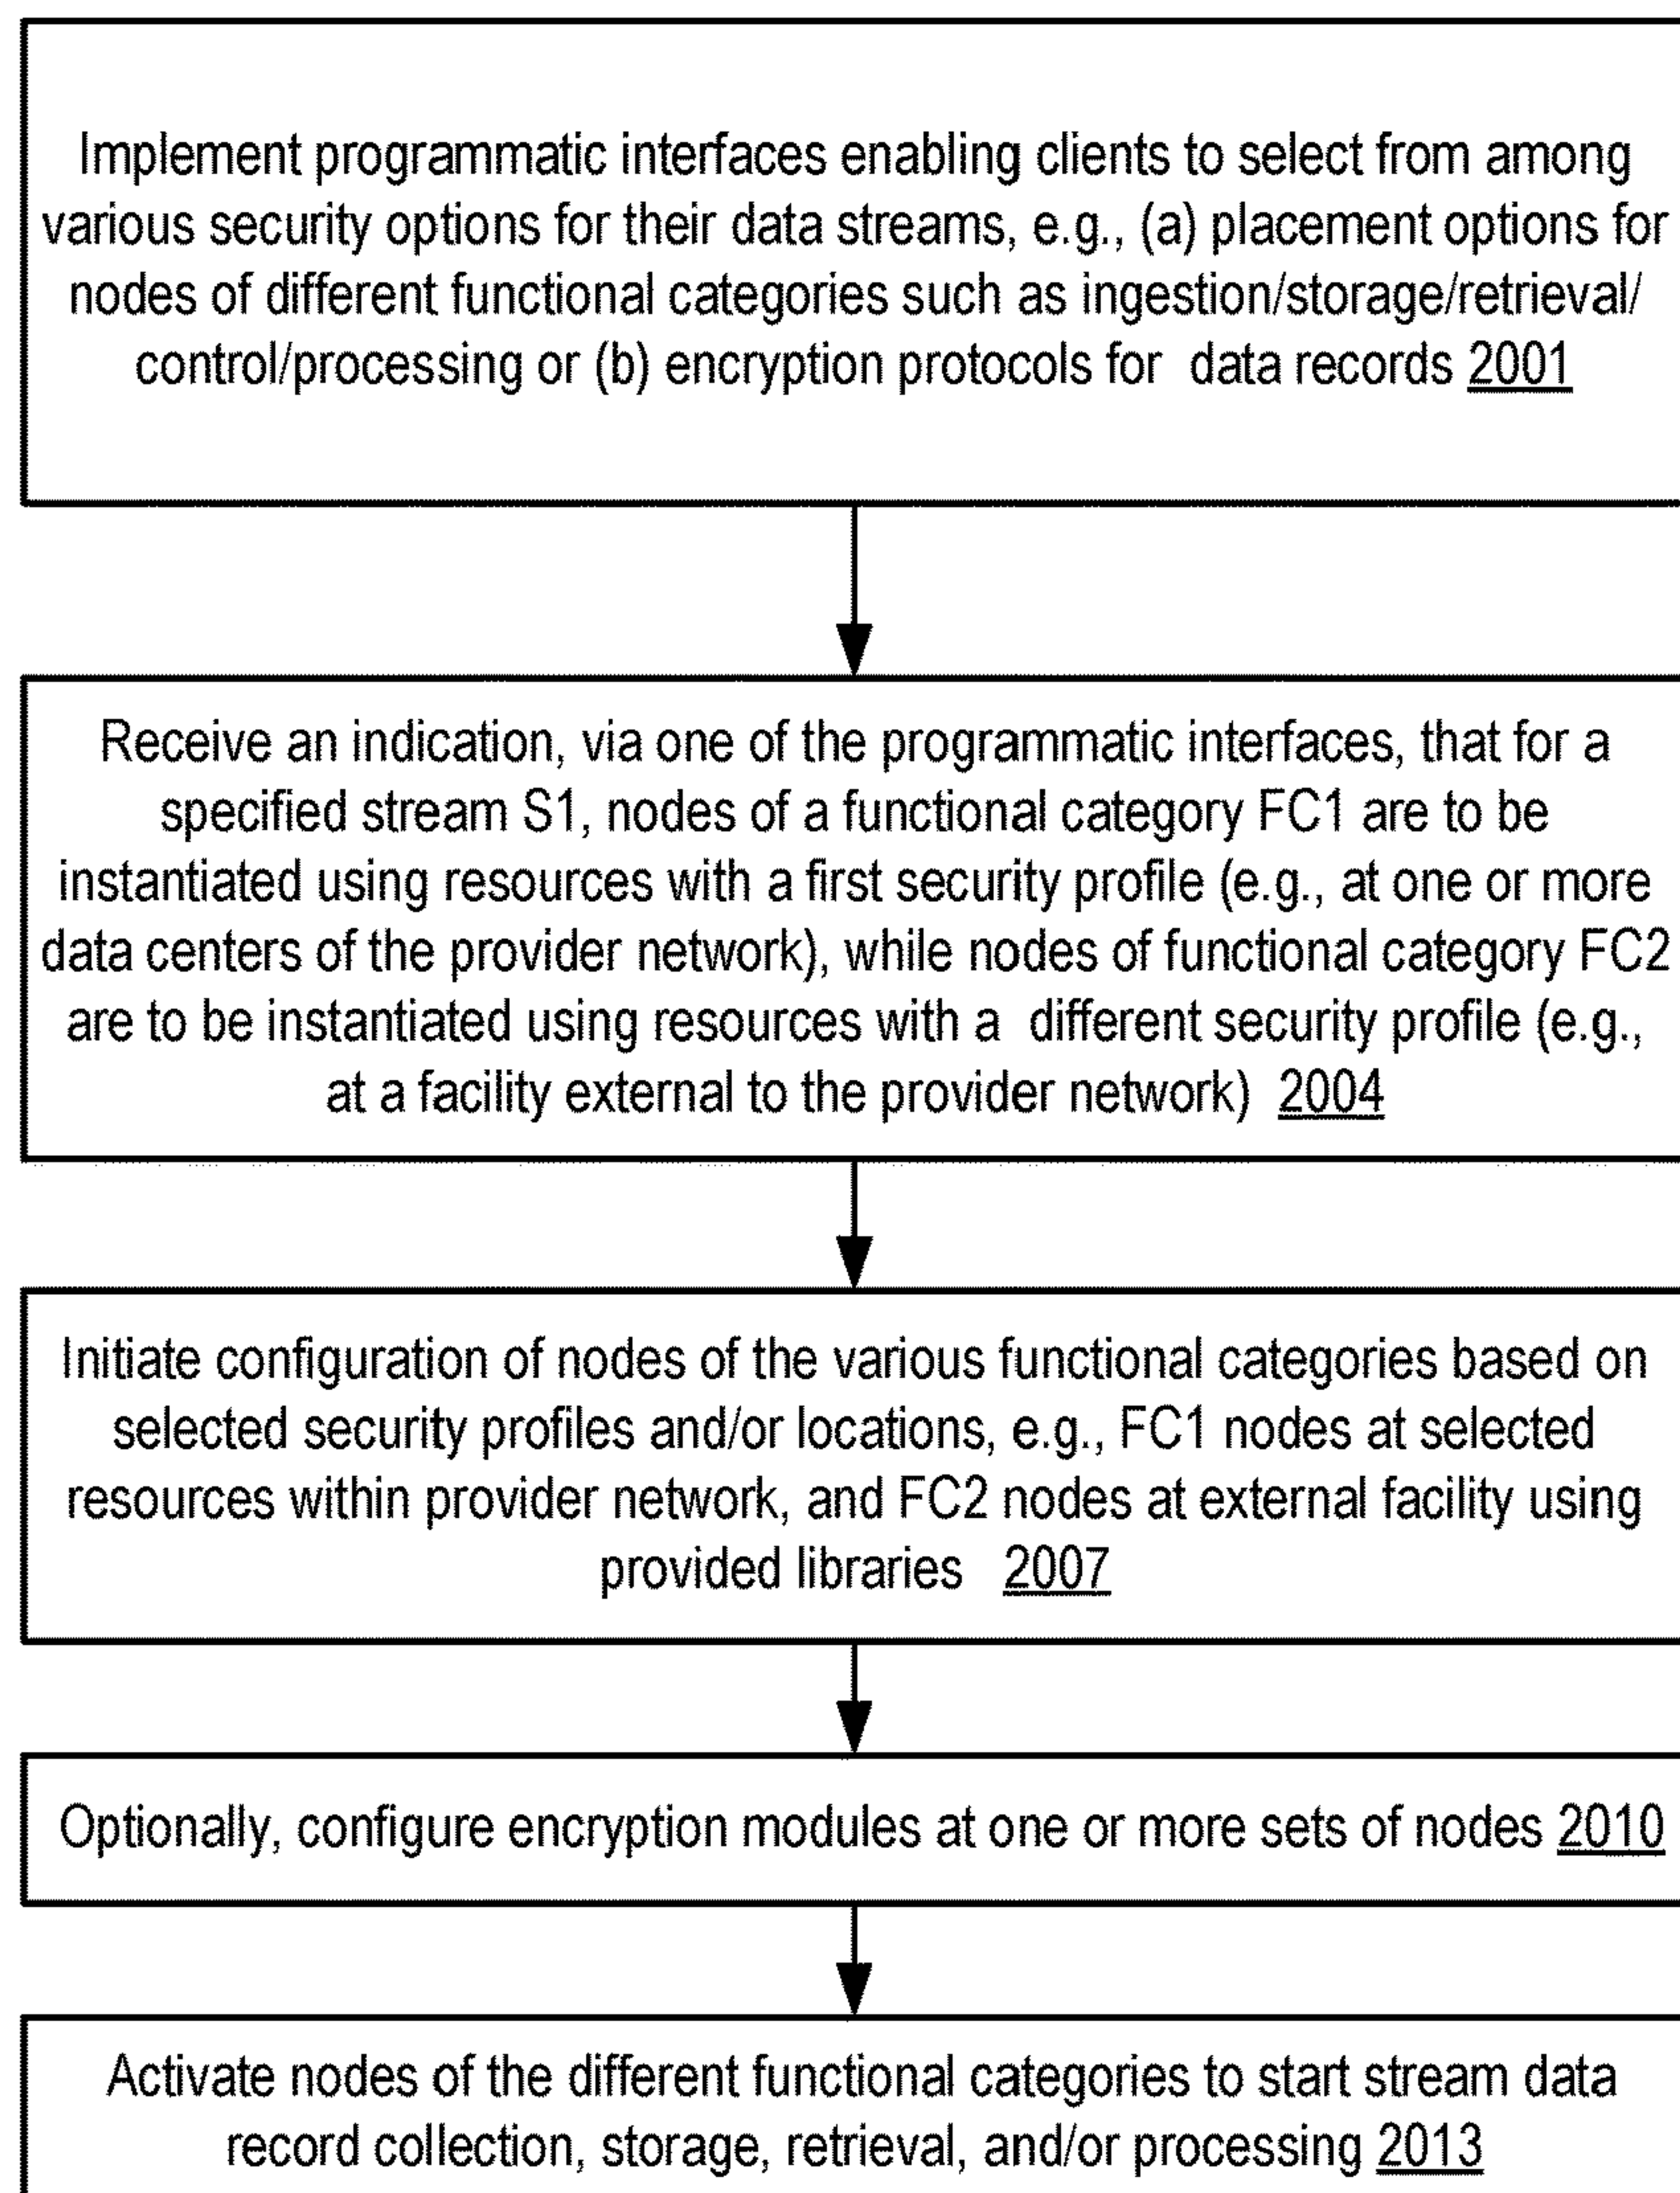 Implement programmatic interfaces enabling clients to select from among
various security options for their data streams, e.g., (a) placement options for
nodes of different functional categories such as ingestion/storage/retrieval/
control/processing or (b) encryption protocols for data records 2001
Receive an indication, via one of the programmatic interfaces, that for a
specified stream S1, nodes of a functional category FC1 are to be
instantiated using resources with a first security profile (e.g., at one or more
data centers of the provider network), while nodes of functional category FC2
are to be instantiated using resources with a different security profile (e.g.,
at a facility external to the provider network) 2004
Initiate configuration of nodes of the various functional categories based on
selected security profiles and/or locations, e.g., FC1 nodes at selected
resources within provider network, and FC2 nodes at external facility using
provided libraries 2007
Optionally, configure encryption modules at one or more sets of nodes 2010
Activate nodes of the different functional categories to start stream data
record collection, storage, retrieval, and/or processing 2013